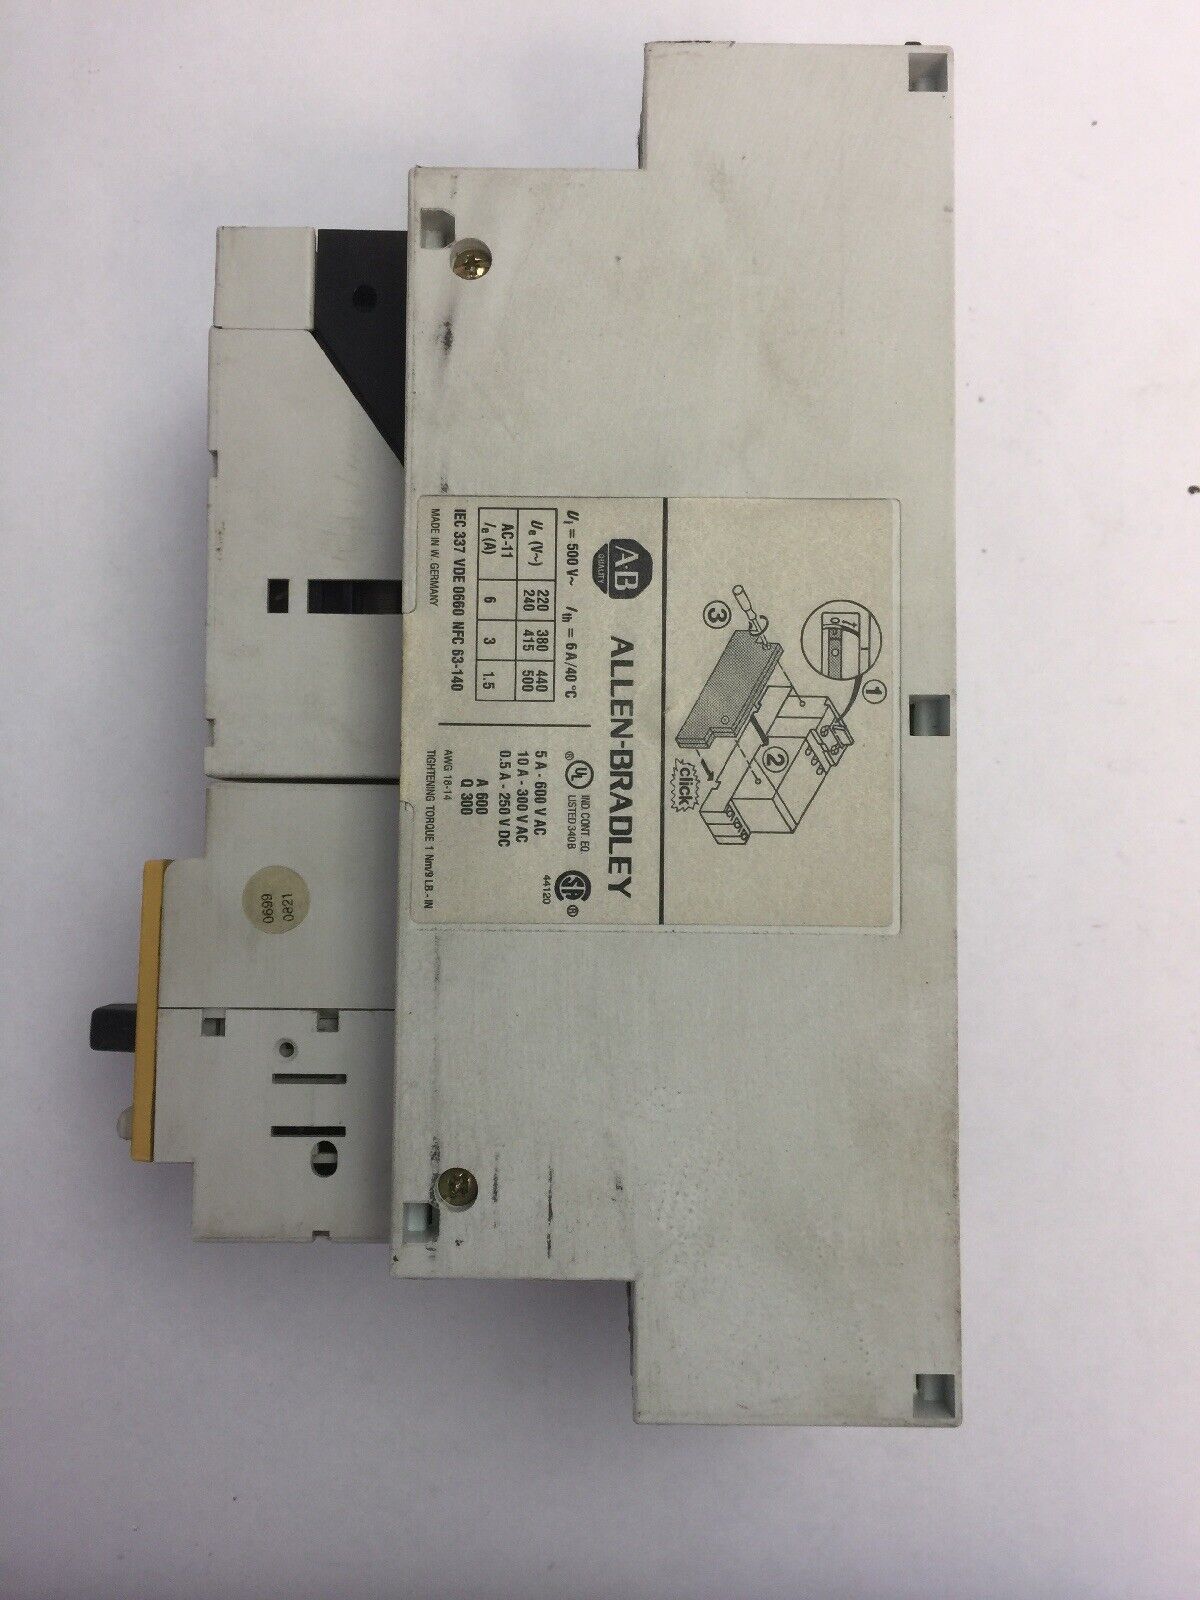 1
2
3
click
A-B
QUALITY
ALLEN-BRADLEY
Ui = 500 V~ Ith = 6 A/40 °C
Ue (V~) 220 240 380 415 440 500
AC-11
Ie (A) 6 3 1.5
IEC 337 VDE 0660 NFC 63-140
MADE IN W. GERMANY
UL ® IND. CONT. EQ.
LISTED 340B
44120
SA ®
5 A - 600 V AC
10 A - 300 V AC
0.5 A - 250 V DC
A 600
Q 300
AWG 18-14
TIGHTENING TORQUE 1 Nm/9 LB.-IN
0699